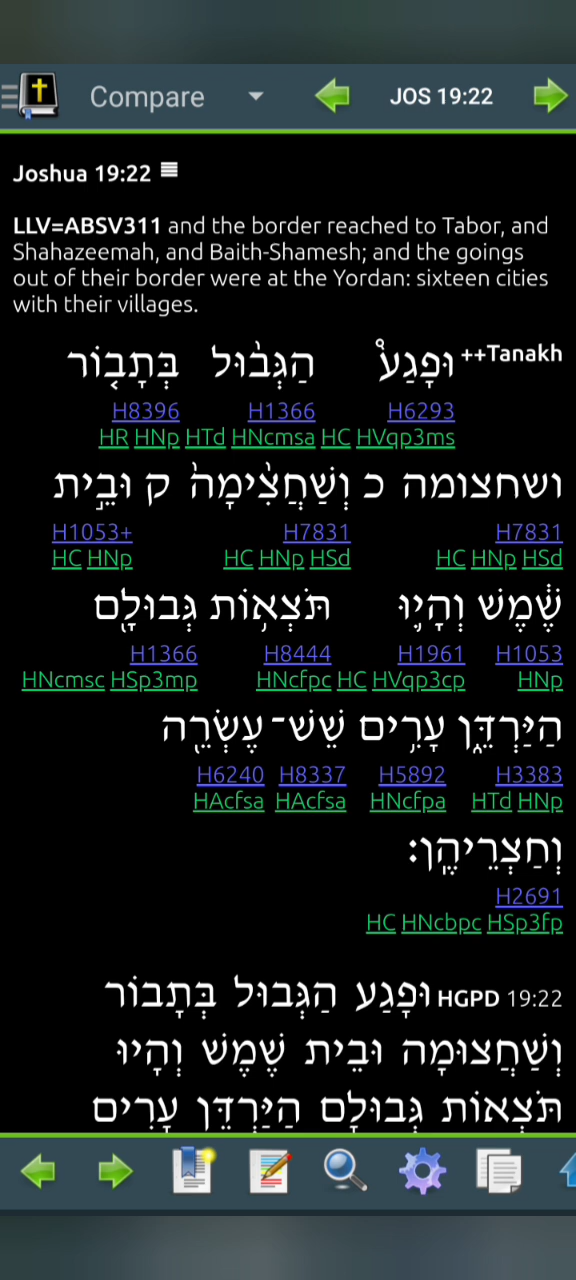 Compare
JOS 19:22
Joshua 19:22
LLV=ABSV311 and the border reached to Tabor, and
Shahazeemah, and Baith-Shamesh; and the goings
out of their border were at the Yordan: sixteen cities
with their villages.
++Tanakh וּפָגַע֩ הַגְּב֨וּל בְּתָב֤וֹר
H8396 H1366 H6293
HR HNp HTd HNcmsa HC HVqp3ms
ושחצומה כ וְשַׁחֲצִ֙ימָה֙ ק וּבֵ֣ית
H1053+ H7831 H7831
HC HNp HC HNp HSd HC HNp HSd
שֶׁ֔מֶשׁ וְהָי֛וּ תֹּצְא֥וֹת גְּבוּלָ֖ם
H1366 H8444 H1961 H1053
HNcmsc HSp3mp HNcfpc HC HVqp3cp HNp
הַיַּרְדֵּ֑ן עָרִ֥ים שֵׁשׁ־ עֶשְׂרֵ֖ה
H6240 H8337 H5892 H3383
HAcfsa HAcfsa HNcfpa HTd HNp
וְחַצְרֵיהֶֽן׃
H2691
HC HNcbpc HSp3fp
HGPD 19:22 וּפָגַע הַגְּבוּל בְּתָבוֹר
וְשַׁחֲצוּמָה וּבֵית שֶׁמֶשׁ וְהָיוּ
תֹּצְאוֹת גְּבוּלָם הַיַּרְדֵּן עָרִים